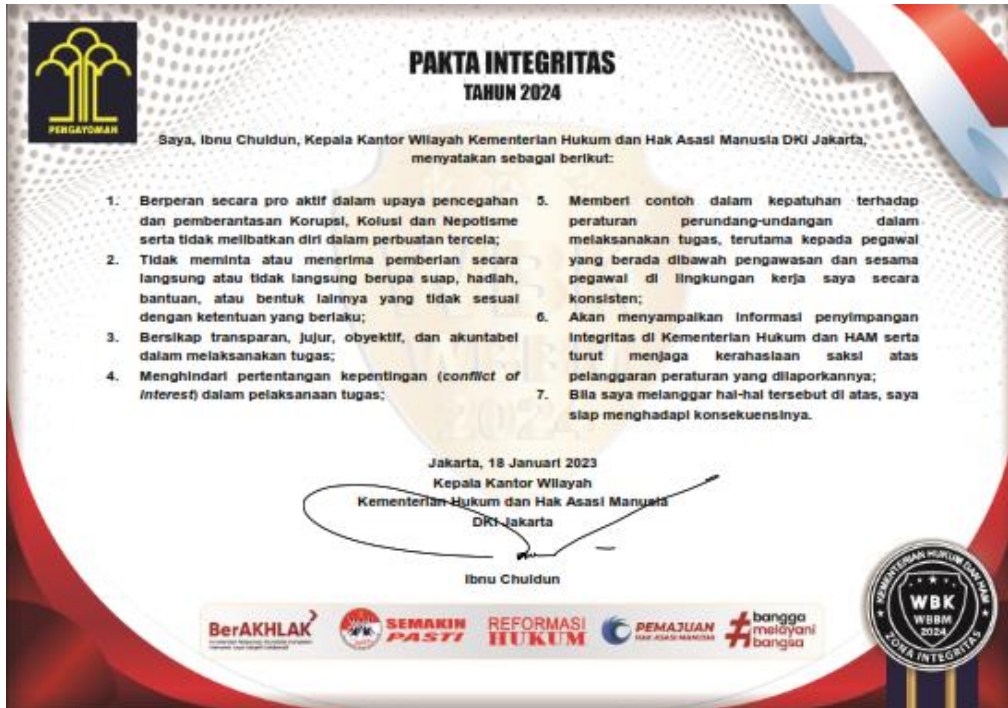 PENGAYOMAN
PAKTA INTEGRITAS
TAHUN 2024
Saya, Ibnu Chuldun, Kepala Kantor Wilayah Kementerian Hukum dan Hak Asasi Manusia DKI Jakarta,
menyatakan sebagai berikut:
1. Berperan secara pro aktif dalam upaya pencegahan
dan pemberantasan Korupsi, Kolusi dan Nepotisme
serta tidak melibatkan diri dalam perbuatan tercela;
2. Tidak meminta atau menerima pemberian secara
langsung atau tidak langsung berupa suap, hadiah,
bantuan, atau bentuk lainnya yang tidak sesuai
dengan ketentuan yang berlaku;
3. Bersikap transparan, jujur, obyektif, dan akuntabel
dalam melaksanakan tugas;
4. Menghindari pertentangan kepentingan (conflict of
interest) dalam pelaksanaan tugas;
5. Memberi contoh dalam kepatuhan terhadap
peraturan perundang-undangan dalam
melaksanakan tugas, terutama kepada pegawai
yang berada dibawah pengawasan dan sesama
pegawai di lingkungan kerja saya secara
konsisten;
6. Akan menyampaikan informasi penyimpangan
integritas di Kementerian Hukum dan HAM serta
turut menjaga kerahasiaan saksi atas
pelanggaran peraturan yang dilaporkannya;
7. Bila saya melanggar hal-hal tersebut di atas, saya
siap menghadapi konsekuensinya.
Jakarta, 18 Januari 2023
Kepala Kantor Wilayah
Kementerian Hukum dan Hak Asasi Manusia
DKI Jakarta
Ibnu Chuldun
BerAKHLAK
SEMAKIN
PASTI
REFORMASI
HUKUM
PEMAJUAN
HAK ASASI MANUSIA
#bangga
melayani
bangsa
KEMENTERIAN HUKUM DAN HAM
WBK
WBBM
2024
ZONA INTEGRITAS